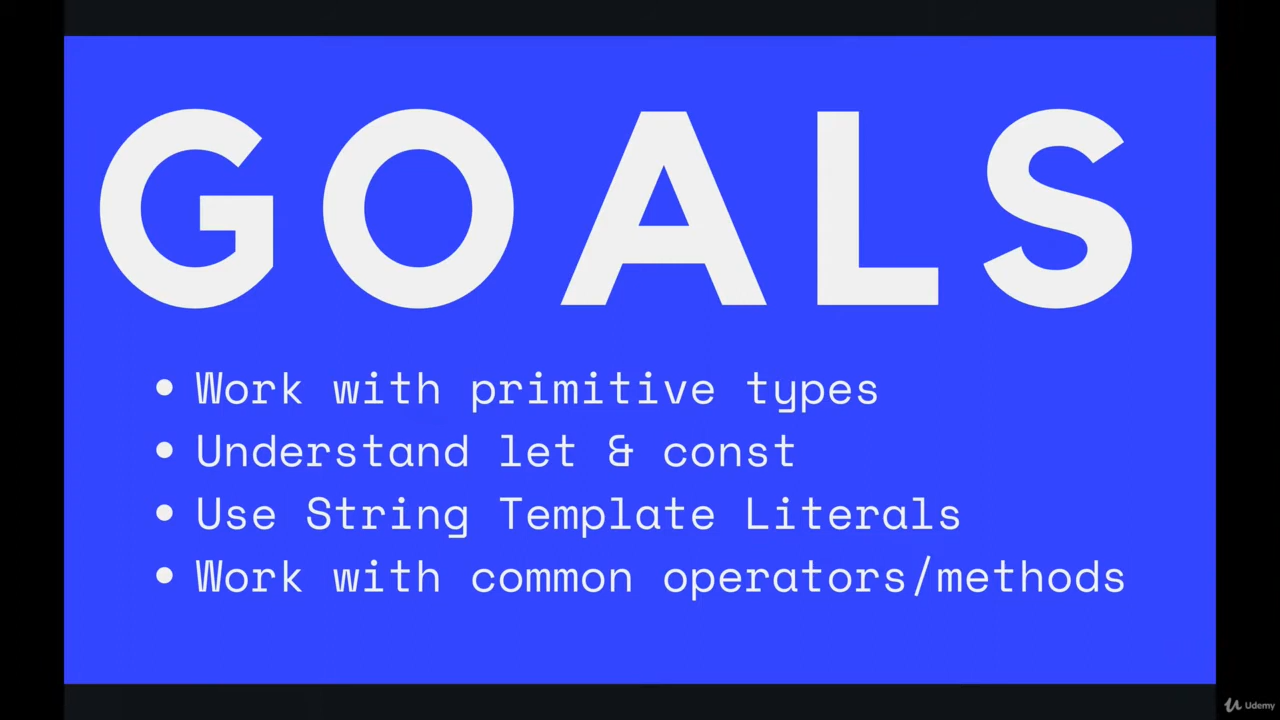 GOALS
• Work with primitive types
• Understand let & const
• Use String Template Literals
• Work with common operators/methods
Udemy